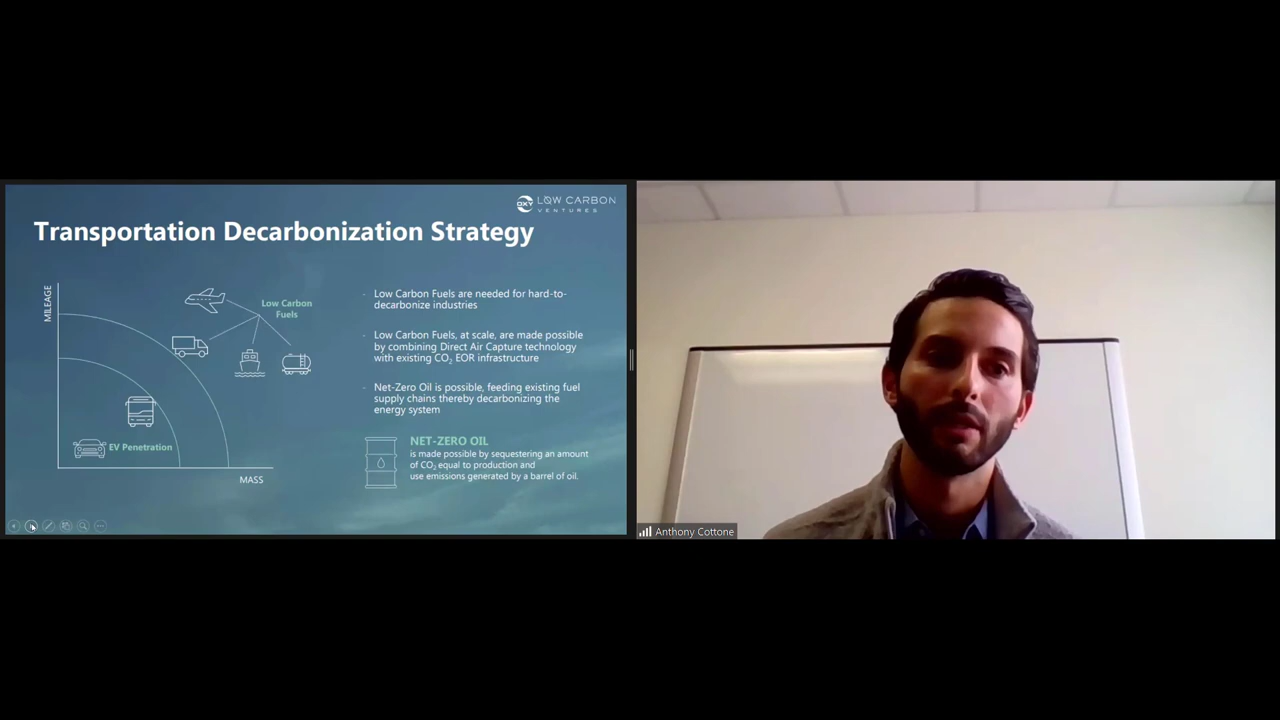 OXY LOW CARBON
VENTURES
Transportation Decarbonization Strategy
MILEAGE
Low Carbon
Fuels
EV Penetration
MASS
- Low Carbon Fuels are needed for hard-to-
decarbonize industries
- Low Carbon Fuels, at scale, are made possible
by combining Direct Air Capture technology
with existing CO₂ EOR infrastructure
- Net-Zero Oil is possible, feeding existing fuel
supply chains thereby decarbonizing the
energy system
NET-ZERO OIL
is made possible by sequestering an amount
of CO₂ equal to production and
use emissions generated by a barrel of oil.
Anthony Cottone